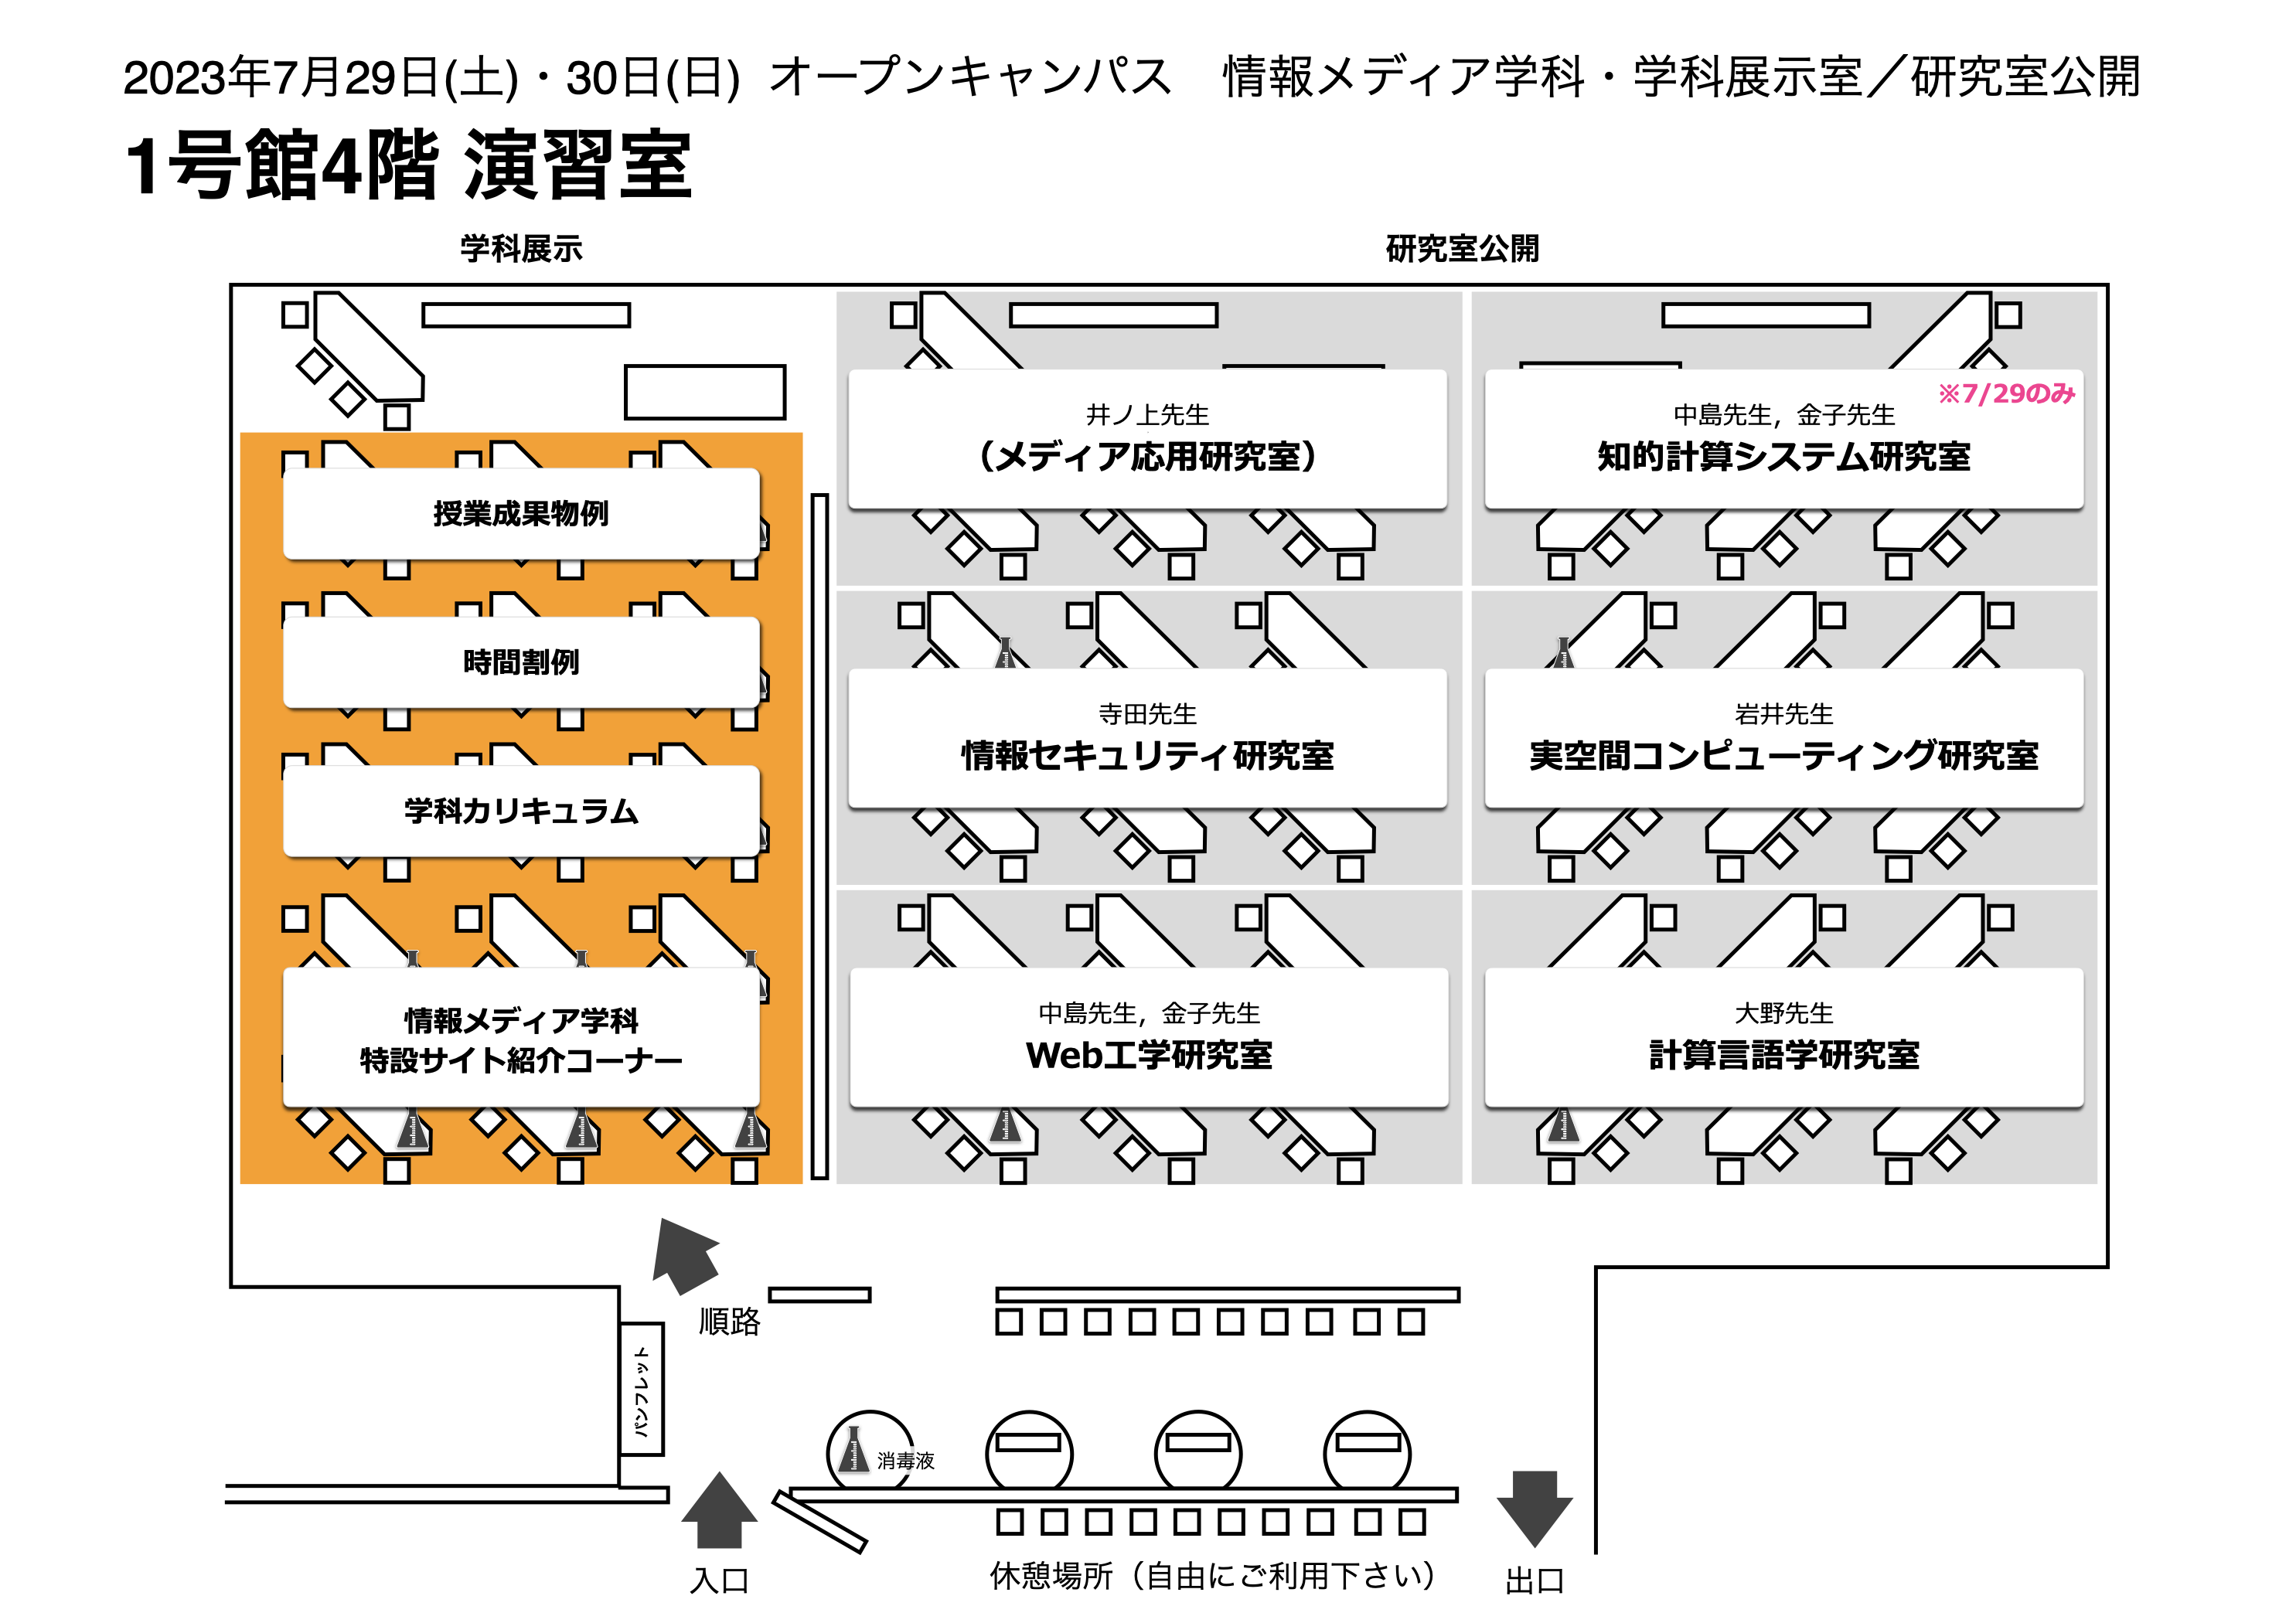 2023年7月29日(土)・30日(日) オープンキャンパス　情報メディア学科・学科展示室／研究室公開
1号館4階 演習室
学科展示
研究室公開
授業成果物例
時間割例
学科カリキュラム
情報メディア学科
特設サイト紹介コーナー
井ノ上先生
（メディア応用研究室）
※7/29のみ
中島先生，金子先生
知的計算システム研究室
寺田先生
情報セキュリティ研究室
岩井先生
実空間コンピューティング研究室
中島先生，金子先生
Web工学研究室
大野先生
計算言語学研究室
順路
パンフレット
消毒液
入口
休憩場所（自由にご利用下さい）
出口